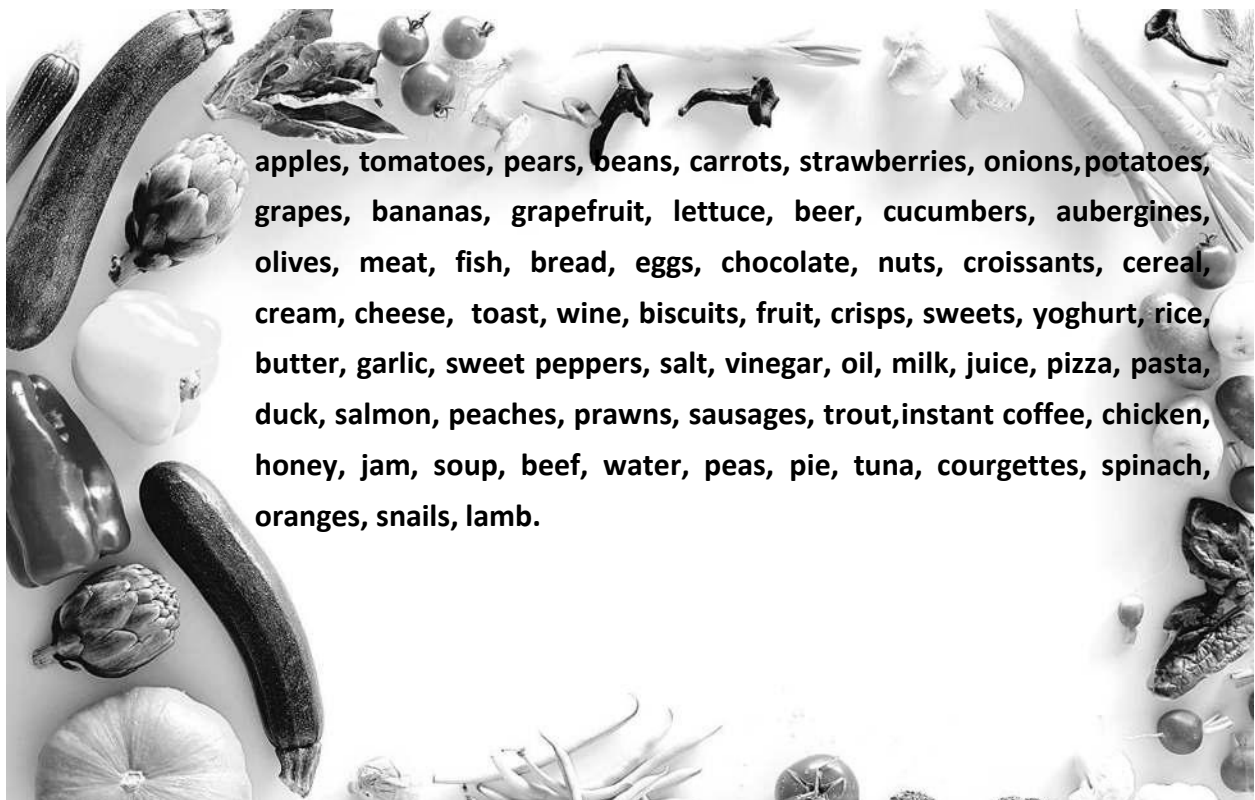 apples, tomatoes, pears, beans, carrots, strawberries, onions,potatoes,
grapes, bananas, grapefruit, lettuce, beer, cucumbers, aubergines,
olives, meat, fish, bread, eggs, chocolate, nuts, croissants, cereal,
cream, cheese, toast, wine, biscuits, fruit, crisps, sweets, yoghurt, rice,
butter, garlic, sweet peppers, salt, vinegar, oil, milk, juice, pizza, pasta,
duck, salmon, peaches, prawns, sausages, trout,instant coffee, chicken,
honey, jam, soup, beef, water, peas, pie, tuna, courgettes, spinach,
oranges, snails, lamb.